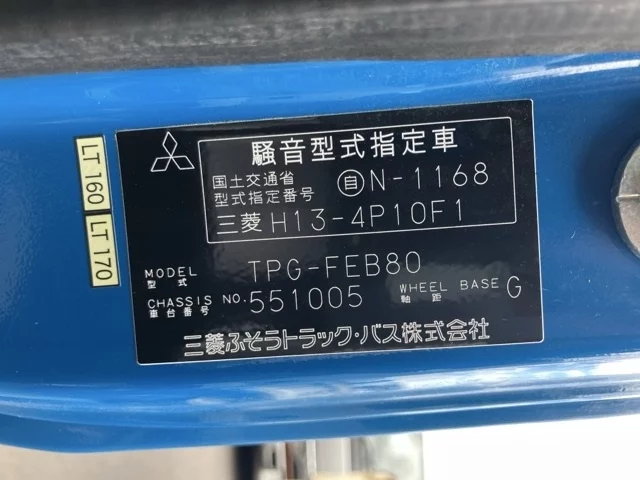 騒音型式指定車
国土交通省
型式指定番号
自N-1168
三菱 H13-4P10F1
MODEL
型式
TPG-FEB80
CHASSIS NO.
車台番号
551005
WHEEL BASE
軸距
G
三菱ふそうトラック・バス株式会社
LT 160
LT 170